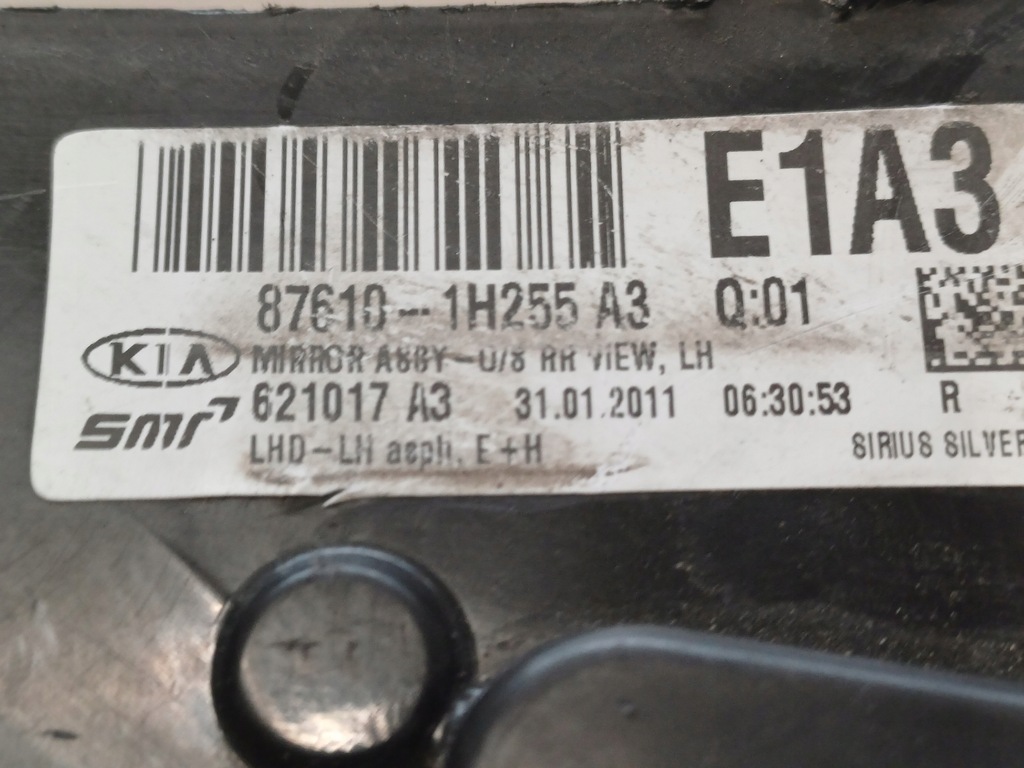 E1A3
87610--1H255 A3 Q:01
KIA MIRROR ASSY-O/S RR VIEW, LH
smr 621017 A3 31.01.2011 06:30:53 R
LHD-LH asph. E+H SIRIUS SILVER